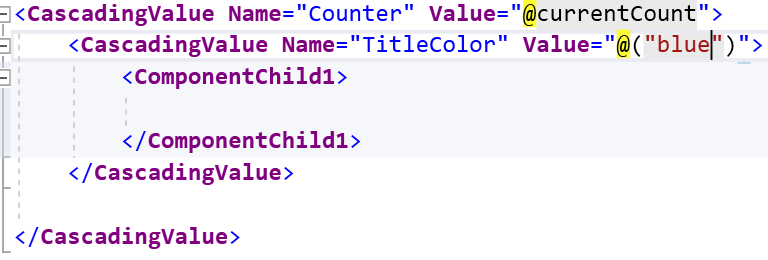 <CascadingValue Name="Counter" Value="@currentCount">
<CascadingValue Name="TitleColor" Value="@("blue")">
<ComponentChild1>
</ComponentChild1>
</CascadingValue>
</CascadingValue>